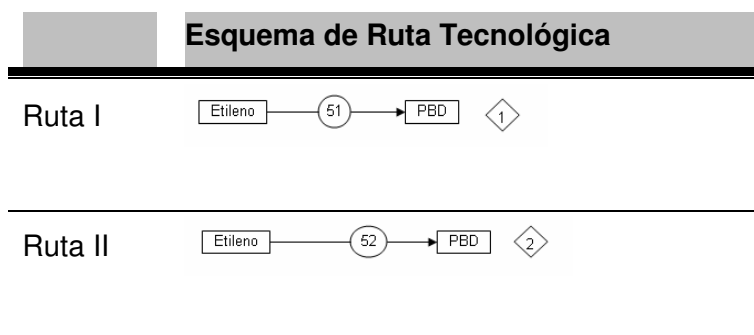 Esquema de Ruta Tecnológica
Ruta I Etileno 51 PBD 1
Ruta II Etileno 52 PBD 2